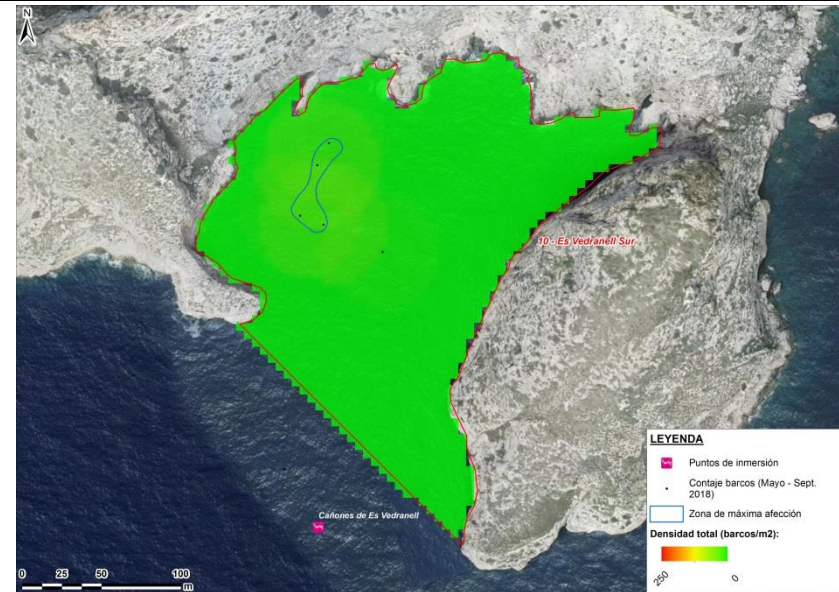 N
10 - Es Vedranell Sur
Cañones de Es Vedranell
0 25 50 100
m
LEYENDA
Puntos de inmersión
Contaje barcos (Mayo - Sept.
2018)
Zona de máxima afección
Densidad total (barcos/m2):
250 0